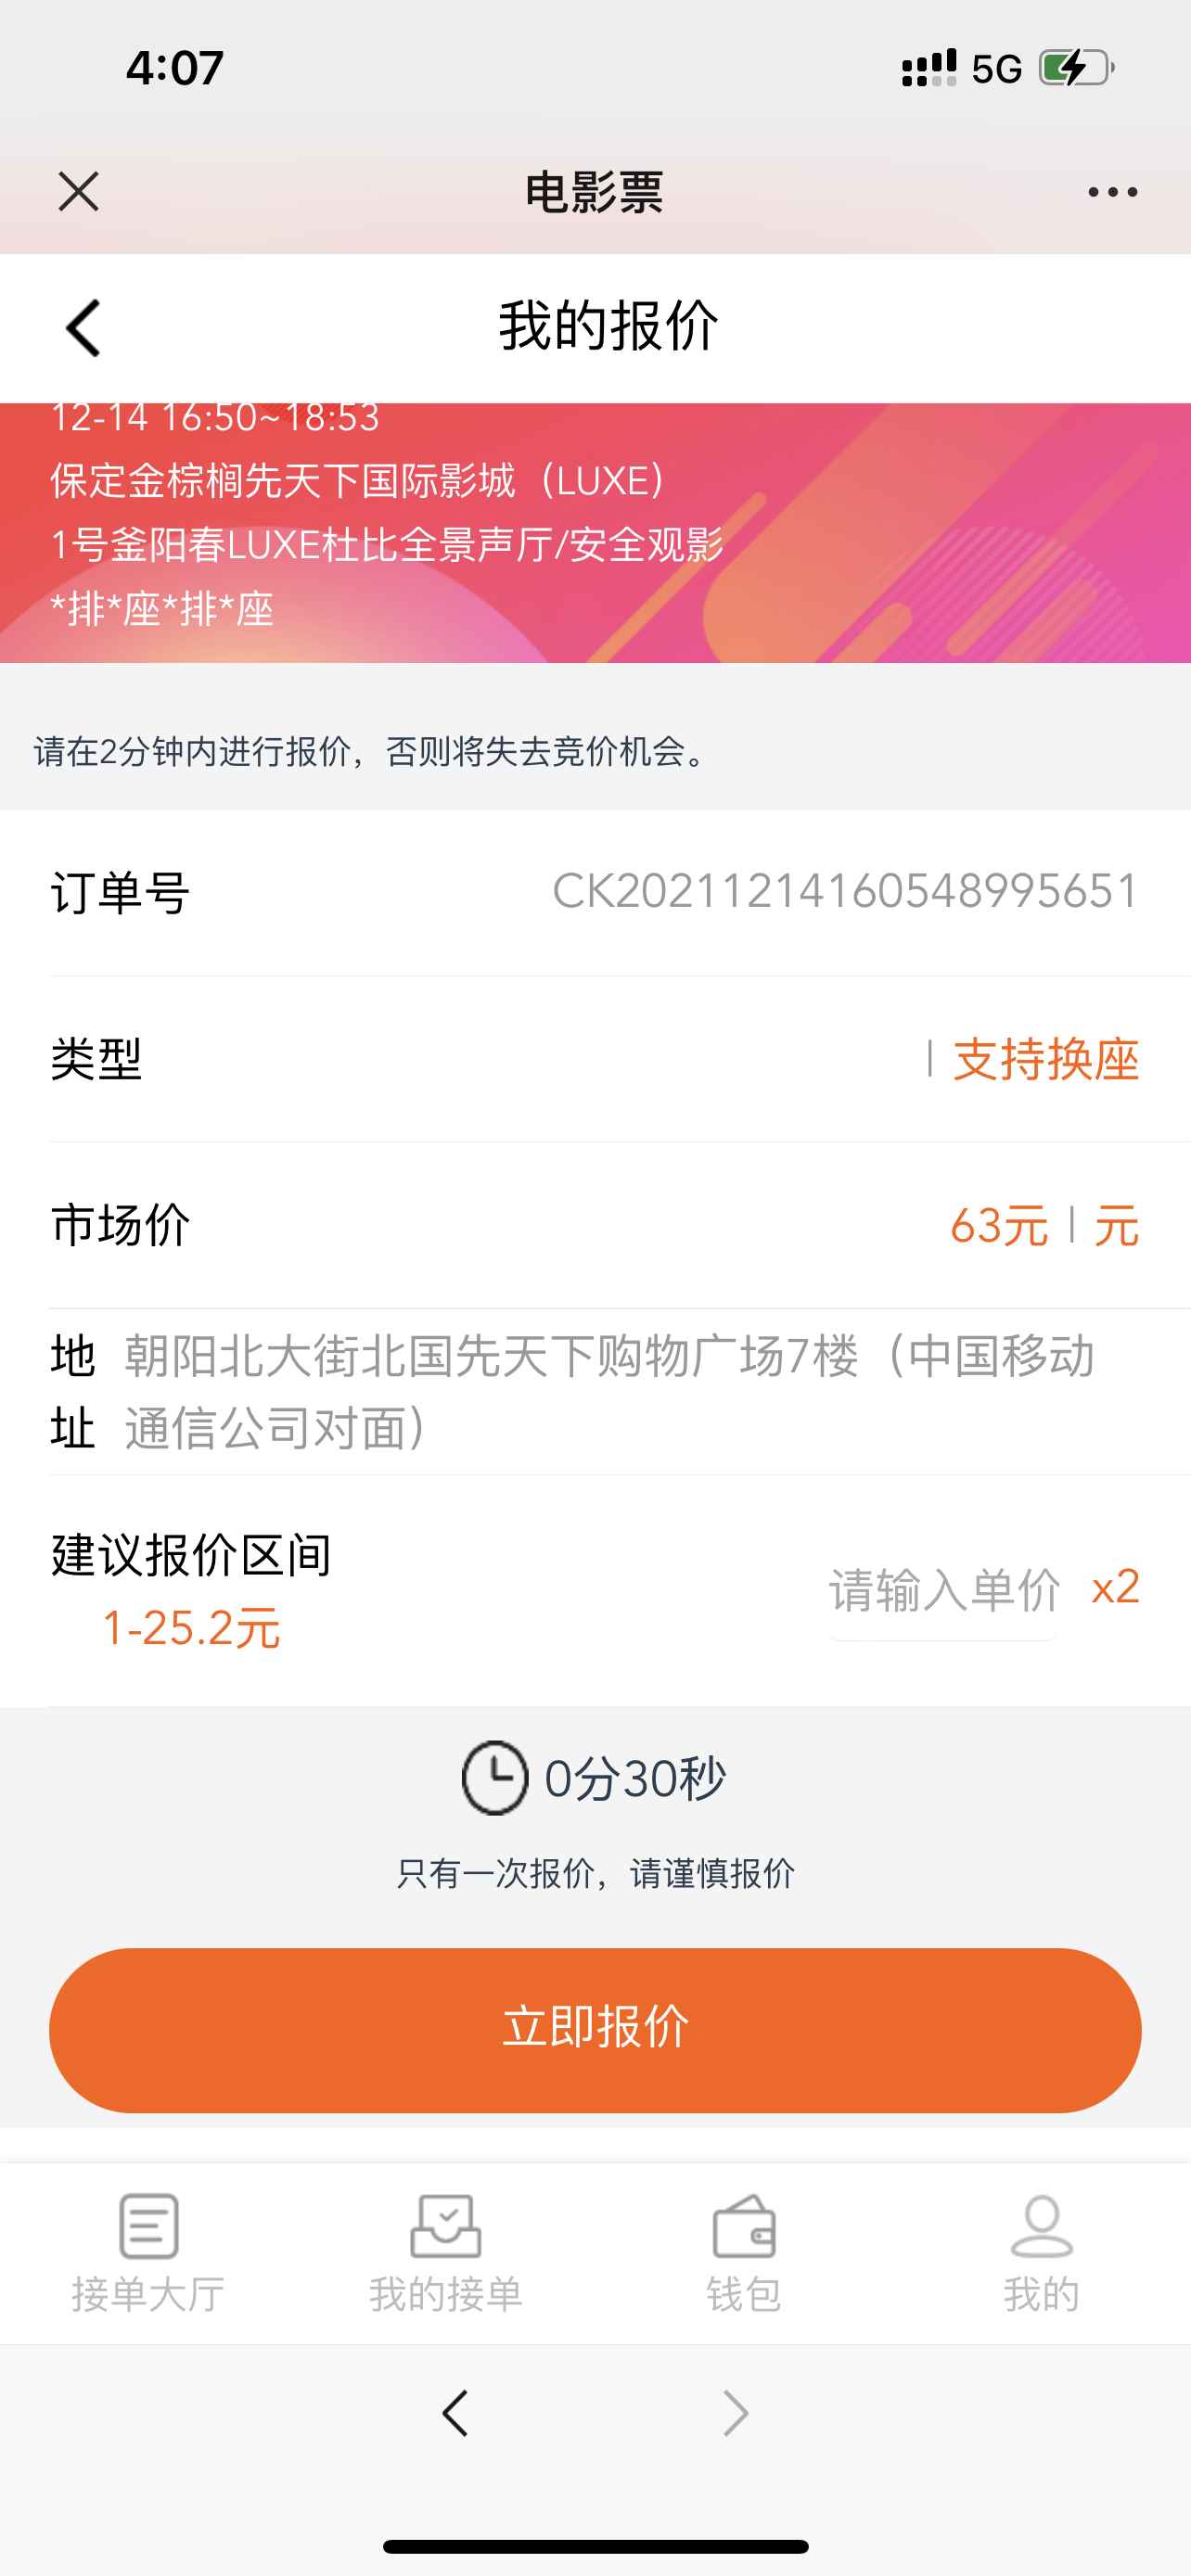 4:07
5G
电影票
我的报价
12-14 16:50~18:53
保定金棕榈先天下国际影城（LUXE）
1号釜阳春LUXE杜比全景声厅/安全观影
*排*座*排*座
请在2分钟内进行报价，否则将失去竞价机会。
订单号 CK20211214160548995651
类型 | 支持换座
市场价 63元 | 元
地址 朝阳北大街北国先天下购物广场7楼（中国移动
通信公司对面）
建议报价区间
1-25.2元
请输入单价 x2
0分30秒
只有一次报价，请谨慎报价
立即报价
接单大厅 我的接单 钱包 我的